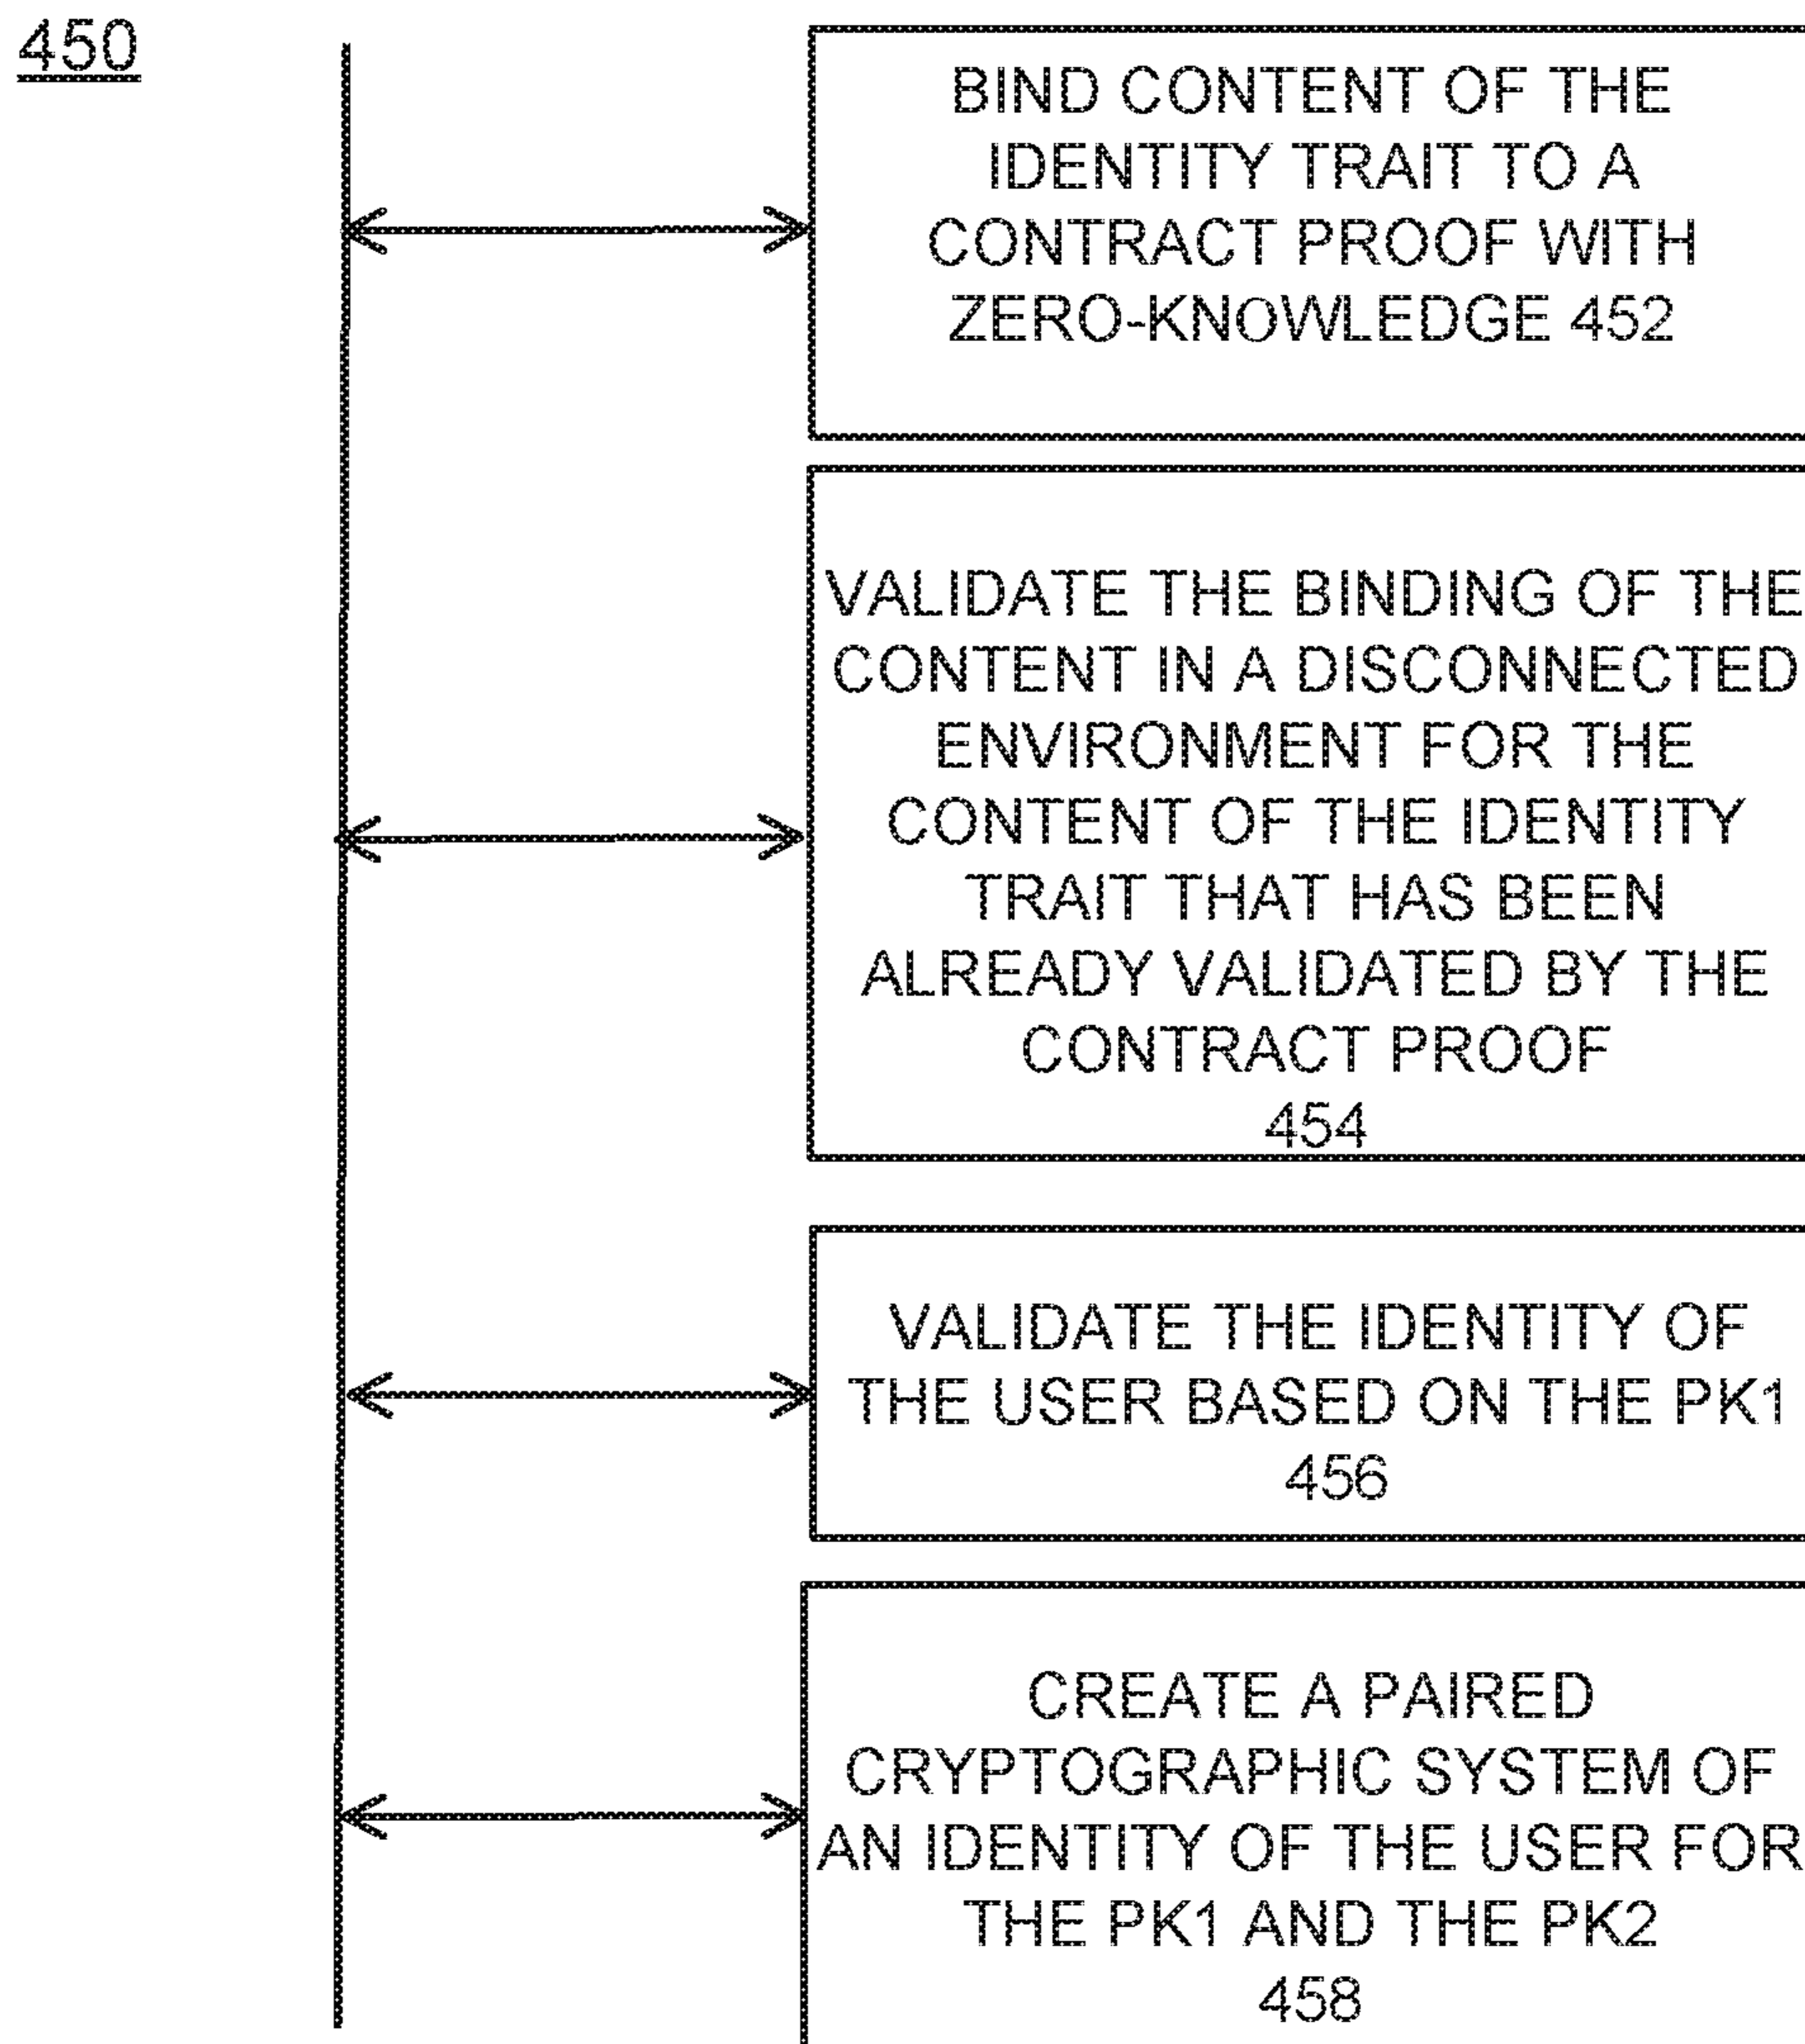 450
BIND CONTENT OF THE
IDENTITY TRAIT TO A
CONTRACT PROOF WITH
ZERO-KNOWLEDGE 452
VALIDATE THE BINDING OF THE
CONTENT IN A DISCONNECTED
ENVIRONMENT FOR THE
CONTENT OF THE IDENTITY
TRAIT THAT HAS BEEN
ALREADY VALIDATED BY THE
CONTRACT PROOF
454
VALIDATE THE IDENTITY OF
THE USER BASED ON THE PK1
456
CREATE A PAIRED
CRYPTOGRAPHIC SYSTEM OF
AN IDENTITY OF THE USER FOR
THE PK1 AND THE PK2
458